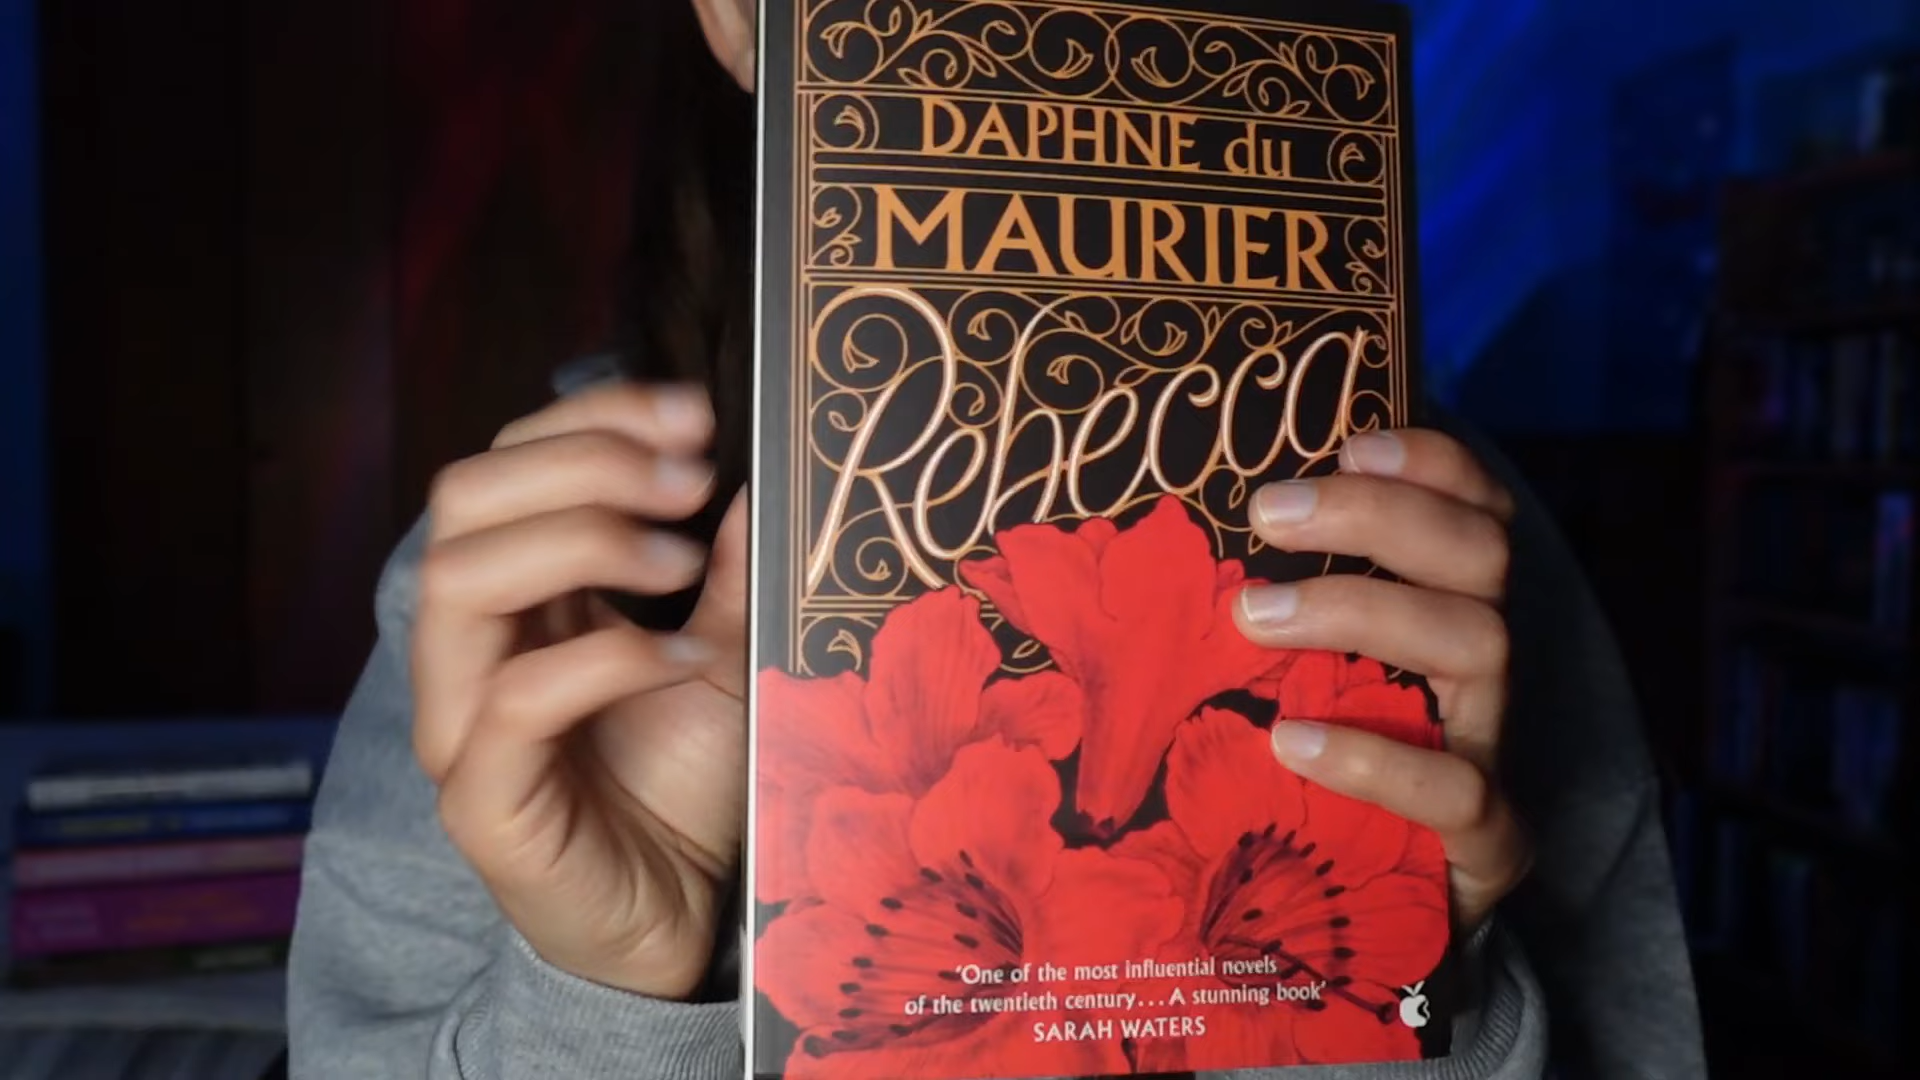 DAPHNE du
MAURIER
Rebecca
'One of the most influential novels
of the twentieth century... A stunning book'
SARAH WATERS